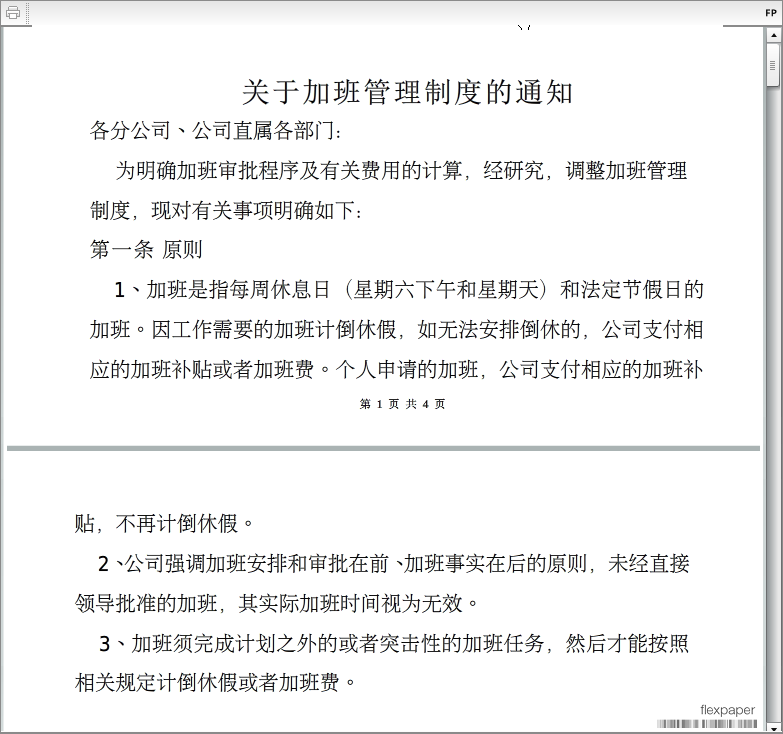 FP
关于加班管理制度的通知
各分公司、公司直属各部门：
为明确加班审批程序及有关费用的计算，经研究，调整加班管理
制度，现对有关事项明确如下：
第一条 原则
1、加班是指每周休息日（星期六下午和星期天）和法定节假日的
加班。因工作需要的加班计倒休假，如无法安排倒休的，公司支付相
应的加班补贴或者加班费。个人申请的加班，公司支付相应的加班补
第 1 页 共 4 页
贴，不再计倒休假。
2、公司强调加班安排和审批在前、加班事实在后的原则，未经直接
领导批准的加班，其实际加班时间视为无效。
3、加班须完成计划之外的或者突击性的加班任务，然后才能按照
相关规定计倒休假或者加班费。
flexpaper